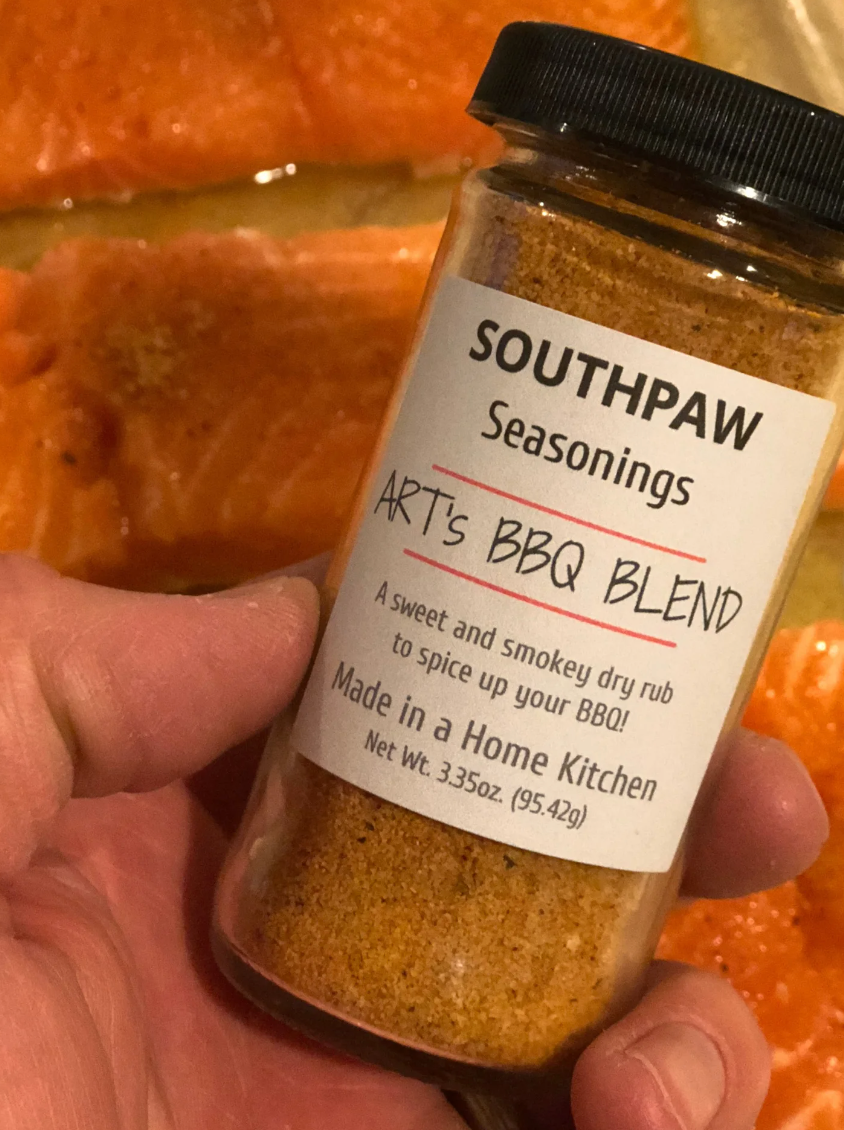 SOUTHPAW
Seasonings
ART's BBQ BLEND
A sweet and smokey dry rub
to spice up your BBQ!
Made in a Home Kitchen
Net Wt. 3.35oz. (95.42g)